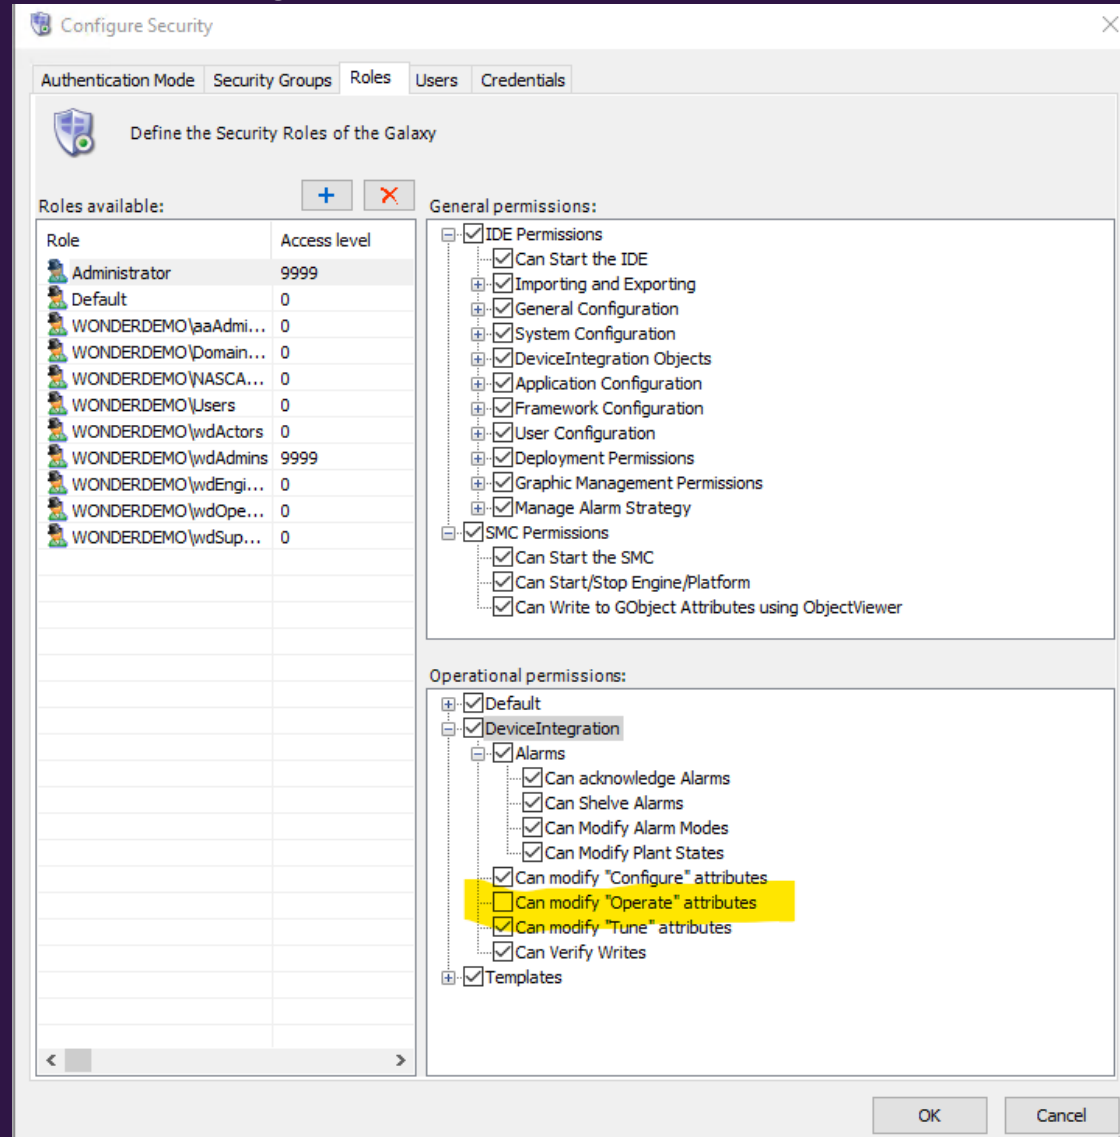 Configure Security
Authentication Mode Security Groups Roles Users Credentials
Define the Security Roles of the Galaxy
Roles available:
Role Access level
Administrator 9999
Default 0
WONDERDEMO\aaAdmi... 0
WONDERDEMO\Domain... 0
WONDERDEMO\NASCA... 0
WONDERDEMO\Users 0
WONDERDEMO\wdActors 0
WONDERDEMO\wdAdmins 9999
WONDERDEMO\wdEngi... 0
WONDERDEMO\wdOpe... 0
WONDERDEMO\wdSup... 0
General permissions:
IDE Permissions
Can Start the IDE
Importing and Exporting
General Configuration
System Configuration
DeviceIntegration Objects
Application Configuration
Framework Configuration
User Configuration
Deployment Permissions
Graphic Management Permissions
Manage Alarm Strategy
SMC Permissions
Can Start the SMC
Can Start/Stop Engine/Platform
Can Write to GObject Attributes using ObjectViewer
Operational permissions:
Default
DeviceIntegration
Alarms
Can acknowledge Alarms
Can Shelve Alarms
Can Modify Alarm Modes
Can Modify Plant States
Can modify "Configure" attributes
Can modify "Operate" attributes
Can modify "Tune" attributes
Can Verify Writes
Templates
OK Cancel